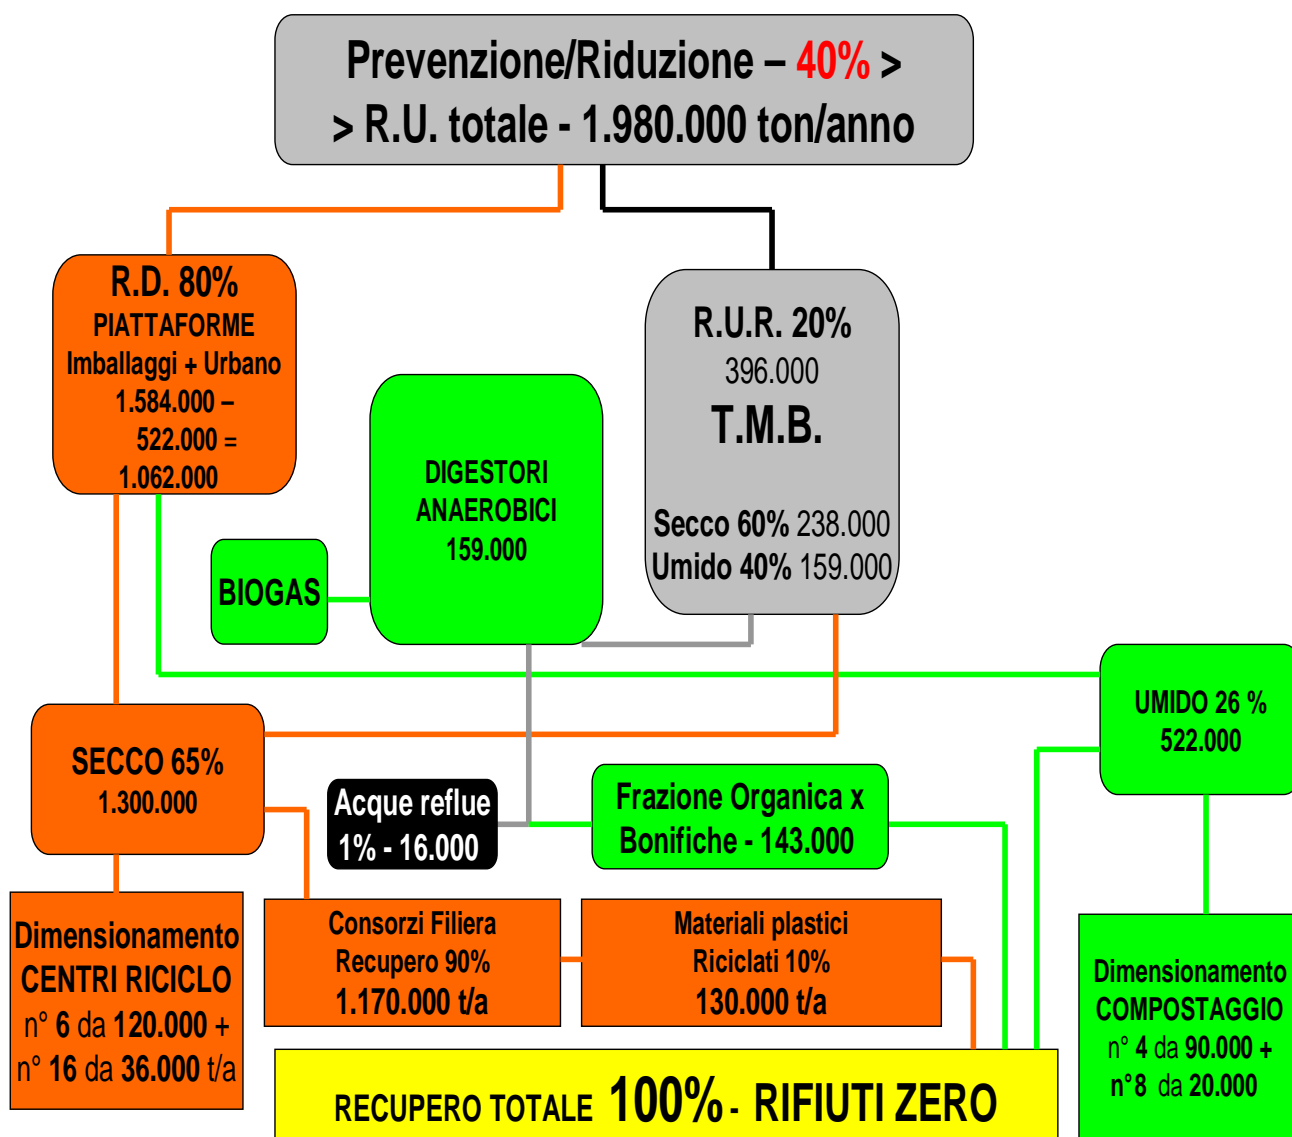 Prevenzione/Riduzione – 40% >
> R.U. totale - 1.980.000 ton/anno
R.D. 80%
PIATTAFORME
Imballaggi + Urbano
1.584.000 –
522.000 =
1.062.000
R.U.R. 20%
396.000
T.M.B.
Secco 60% 238.000
Umido 40% 159.000
DIGESTORI
ANAEROBICI
159.000
BIOGAS
UMIDO 26 %
522.000
SECCO 65%
1.300.000
Acque reflue
1% - 16.000
Frazione Organica x
Bonifiche - 143.000
Dimensionamento
CENTRI RICICLO
n° 6 da 120.000 +
n° 16 da 36.000 t/a
Consorzi Filiera
Recupero 90%
1.170.000 t/a
Materiali plastici
Riciclati 10%
130.000 t/a
Dimensionamento
COMPOSTAGGIO
n° 4 da 90.000 +
n°8 da 20.000
RECUPERO TOTALE 100% - RIFIUTI ZERO